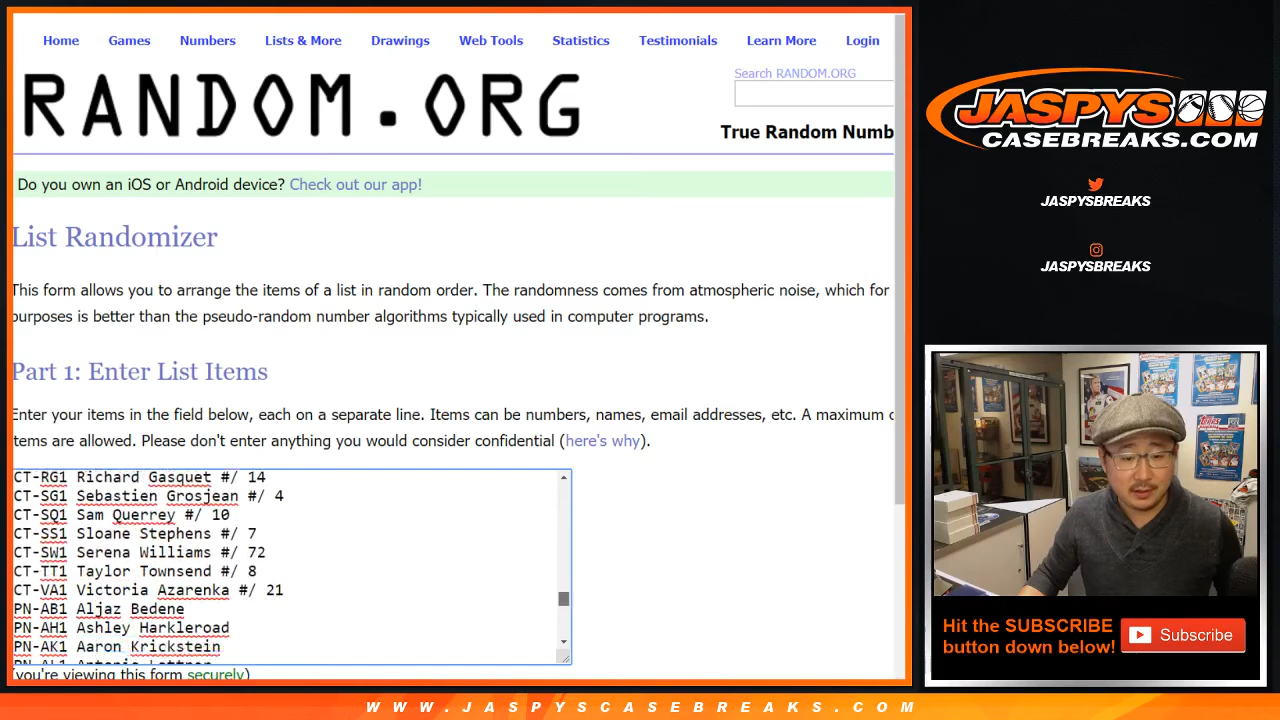 Home Games Numbers Lists & More Drawings Web Tools Statistics Testimonials Learn More Login
RANDOM.ORG
Search RANDOM.ORG
True Random Numb
Do you own an iOS or Android device? Check out our app!
List Randomizer
This form allows you to arrange the items of a list in random order. The randomness comes from atmospheric noise, which for
purposes is better than the pseudo-random number algorithms typically used in computer programs.
Part 1: Enter List Items
Enter your items in the field below, each on a separate line. Items can be numbers, names, email addresses, etc. A maximum o
items are allowed. Please don't enter anything you would consider confidential (here's why).
CT-RG1 Richard Gasquet #/ 14
CT-SG1 Sebastien Grosjean #/ 4
CT-SQ1 Sam Querrey #/ 10
CT-SS1 Sloane Stephens #/ 7
CT-SW1 Serena Williams #/ 72
CT-TT1 Taylor Townsend #/ 8
CT-VA1 Victoria Azarenka #/ 21
PN-AB1 Aljaz Bedene
PN-AH1 Ashley Harkleroad
PN-AK1 Aaron Krickstein
(you're viewing this form securely)
JASPYS
CASEBREAKS.COM
JASPYSBREAKS
JASPYSBREAKS
Hit the SUBSCRIBE
button down below!
Subscribe
WWW.JASPYSCASEBREAKS.COM